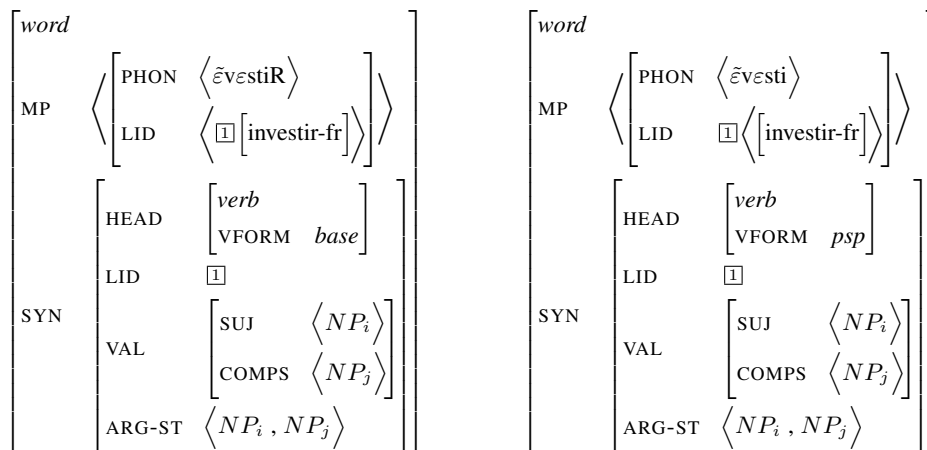 word word
MP PHON ⟨ɛ̃vɛstiR⟩ MP PHON ⟨ɛ̃vɛsti⟩
LID ⟨1[investir-fr]⟩ LID 1⟨[investir-fr]⟩
HEAD verb HEAD verb
VFORM base VFORM psp
LID 1 LID 1
SYN VAL SUJ ⟨NP_i⟩ SYN VAL SUJ ⟨NP_i⟩
COMPS ⟨NP_j⟩ COMPS ⟨NP_j⟩
ARG-ST ⟨NP_i , NP_j⟩ ARG-ST ⟨NP_i , NP_j⟩